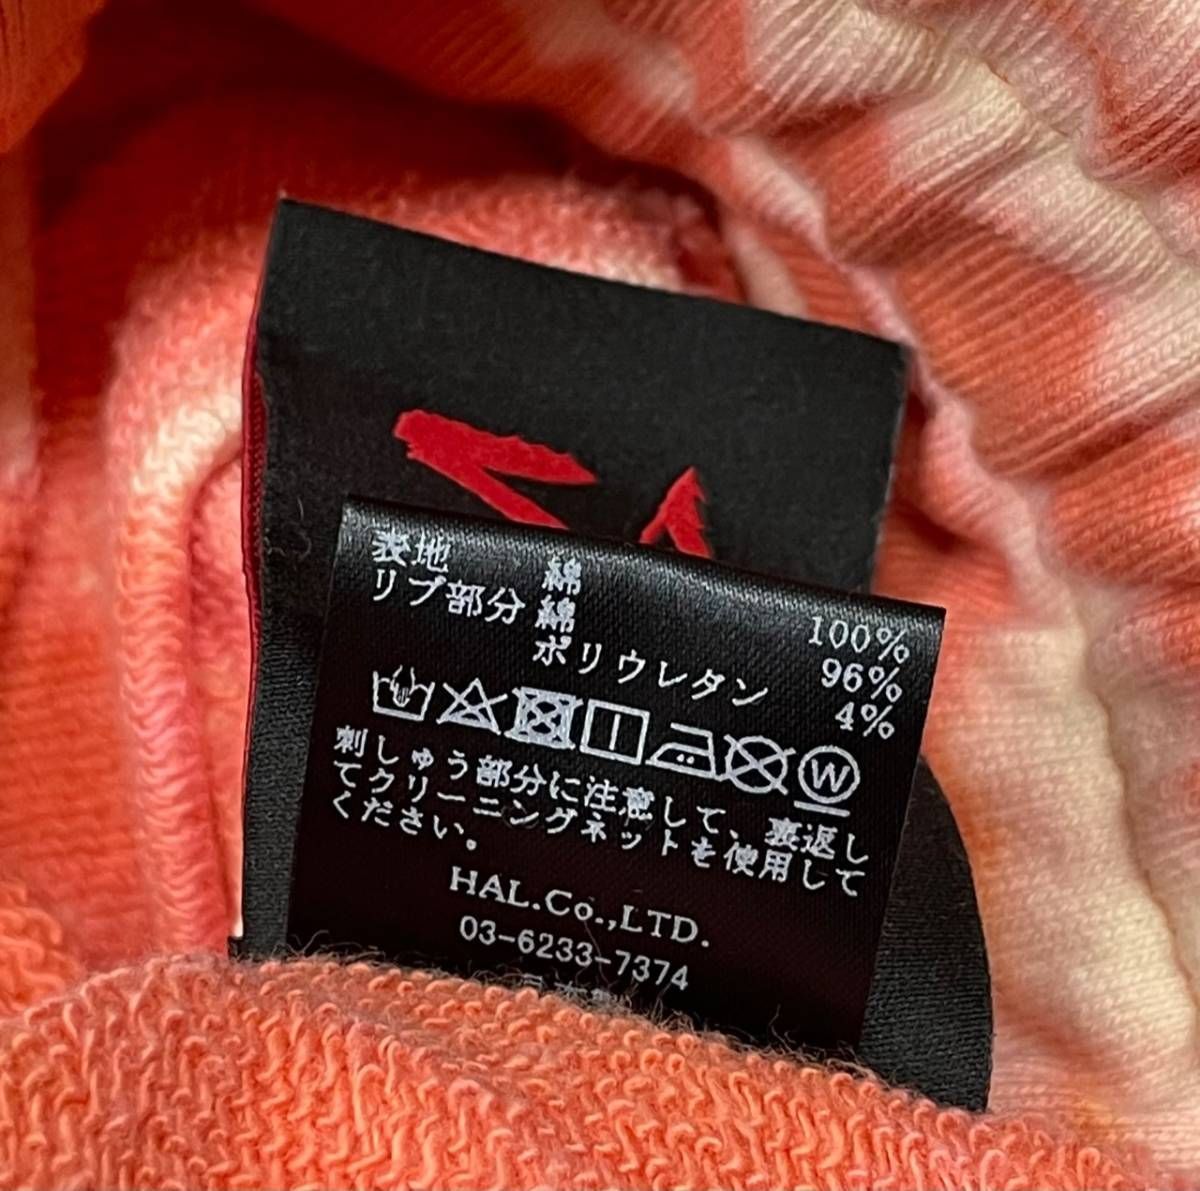 表地 綿 100%
リブ部分 綿 96%
ポリウレタン 4%
W
刺しゅう部分に注意して、裏返し
てクリーニングネットを使用して
ください。
HAL.Co.,LTD.
03-6233-7374